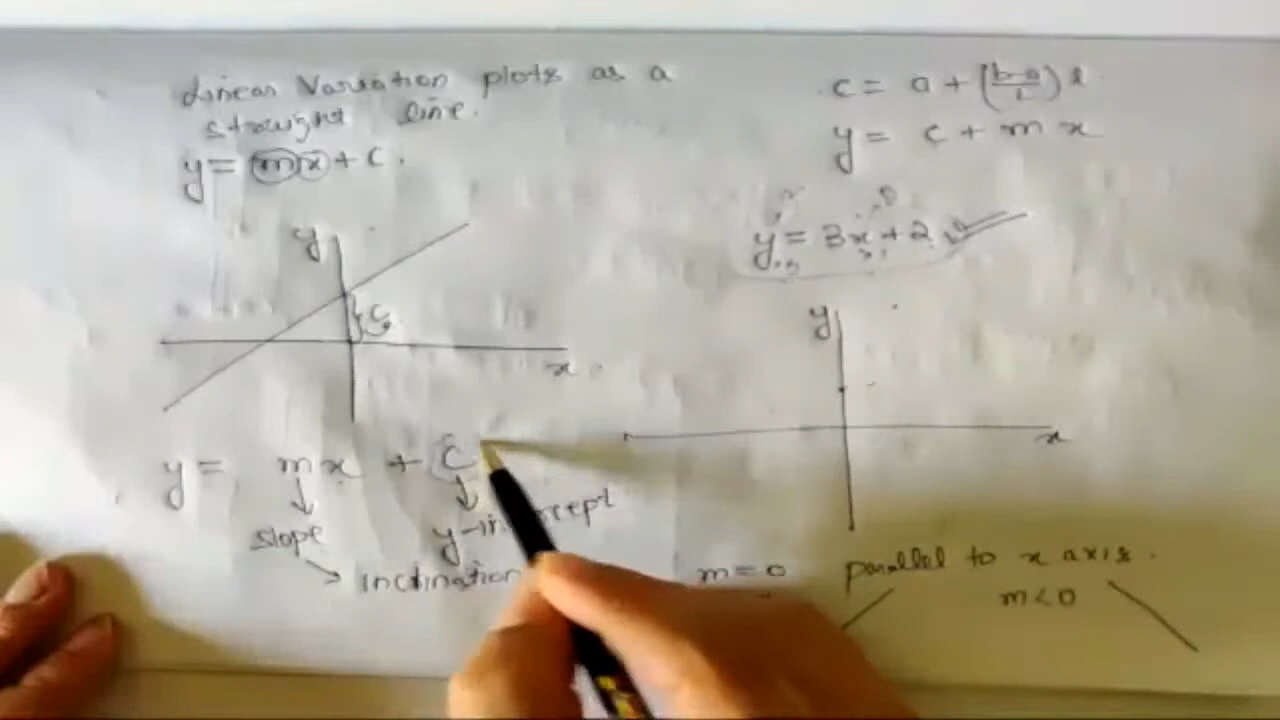 Linear Variation plots as a
straight line.
y = mx + c.
y
c
x
y = mx + c
slope
y-intercept
inclination
c = a + (b-a/L) l
y = c + m x
y = 3x + 2
y
x
m = 0 parallel to x axis.
m < 0